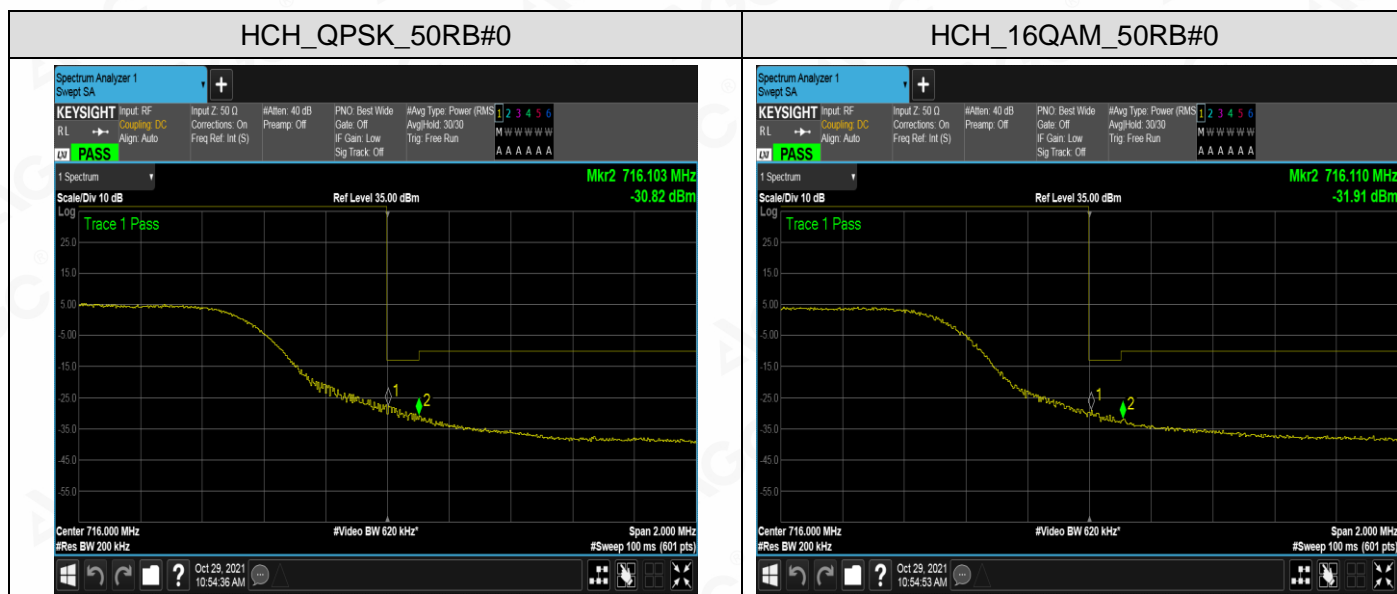 HCH_QPSK_50RB#0
Spectrum Analyzer 1
Swept SA
+
KEYSIGHT
RL
PASS
Input: RF
Coupling: DC
Align: Auto
Input Z: 50 Ω
Corrections: On
Freq Ref: Int (S)
#Atten: 40 dB
Preamp: Off
PNO: Best Wide
Gate: Off
IF Gain: Low
Sig Track: Off
#Avg Type: Power (RMS
Avg|Hold: 30/30
Trig: Free Run
1 2 3 4 5 6
M W W W W W
A A A A A A
1 Spectrum
Mkr2 716.103 MHz
Scale/Div 10 dB
Ref Level 35.00 dBm
-30.82 dBm
Log
Trace 1 Pass
25.0
15.0
5.00
-5.00
-15.0
-25.0
1
2
-35.0
-45.0
-55.0
Center 716.000 MHz
#Video BW 620 kHz*
Span 2.000 MHz
#Res BW 200 kHz
#Sweep 100 ms (601 pts)
?
Oct 29, 2021
10:54:36 AM
HCH_16QAM_50RB#0
Spectrum Analyzer 1
Swept SA
+
KEYSIGHT
RL
PASS
Input: RF
Coupling: DC
Align: Auto
Input Z: 50 Ω
Corrections: On
Freq Ref: Int (S)
#Atten: 40 dB
Preamp: Off
PNO: Best Wide
Gate: Off
IF Gain: Low
Sig Track: Off
#Avg Type: Power (RMS
Avg|Hold: 30/30
Trig: Free Run
1 2 3 4 5 6
M W W W W W
A A A A A A
1 Spectrum
Mkr2 716.110 MHz
Scale/Div 10 dB
Ref Level 35.00 dBm
-31.91 dBm
Log
Trace 1 Pass
25.0
15.0
5.00
-5.00
-15.0
-25.0
1
2
-35.0
-45.0
-55.0
Center 716.000 MHz
#Video BW 620 kHz*
Span 2.000 MHz
#Res BW 200 kHz
#Sweep 100 ms (601 pts)
?
Oct 29, 2021
10:54:53 AM